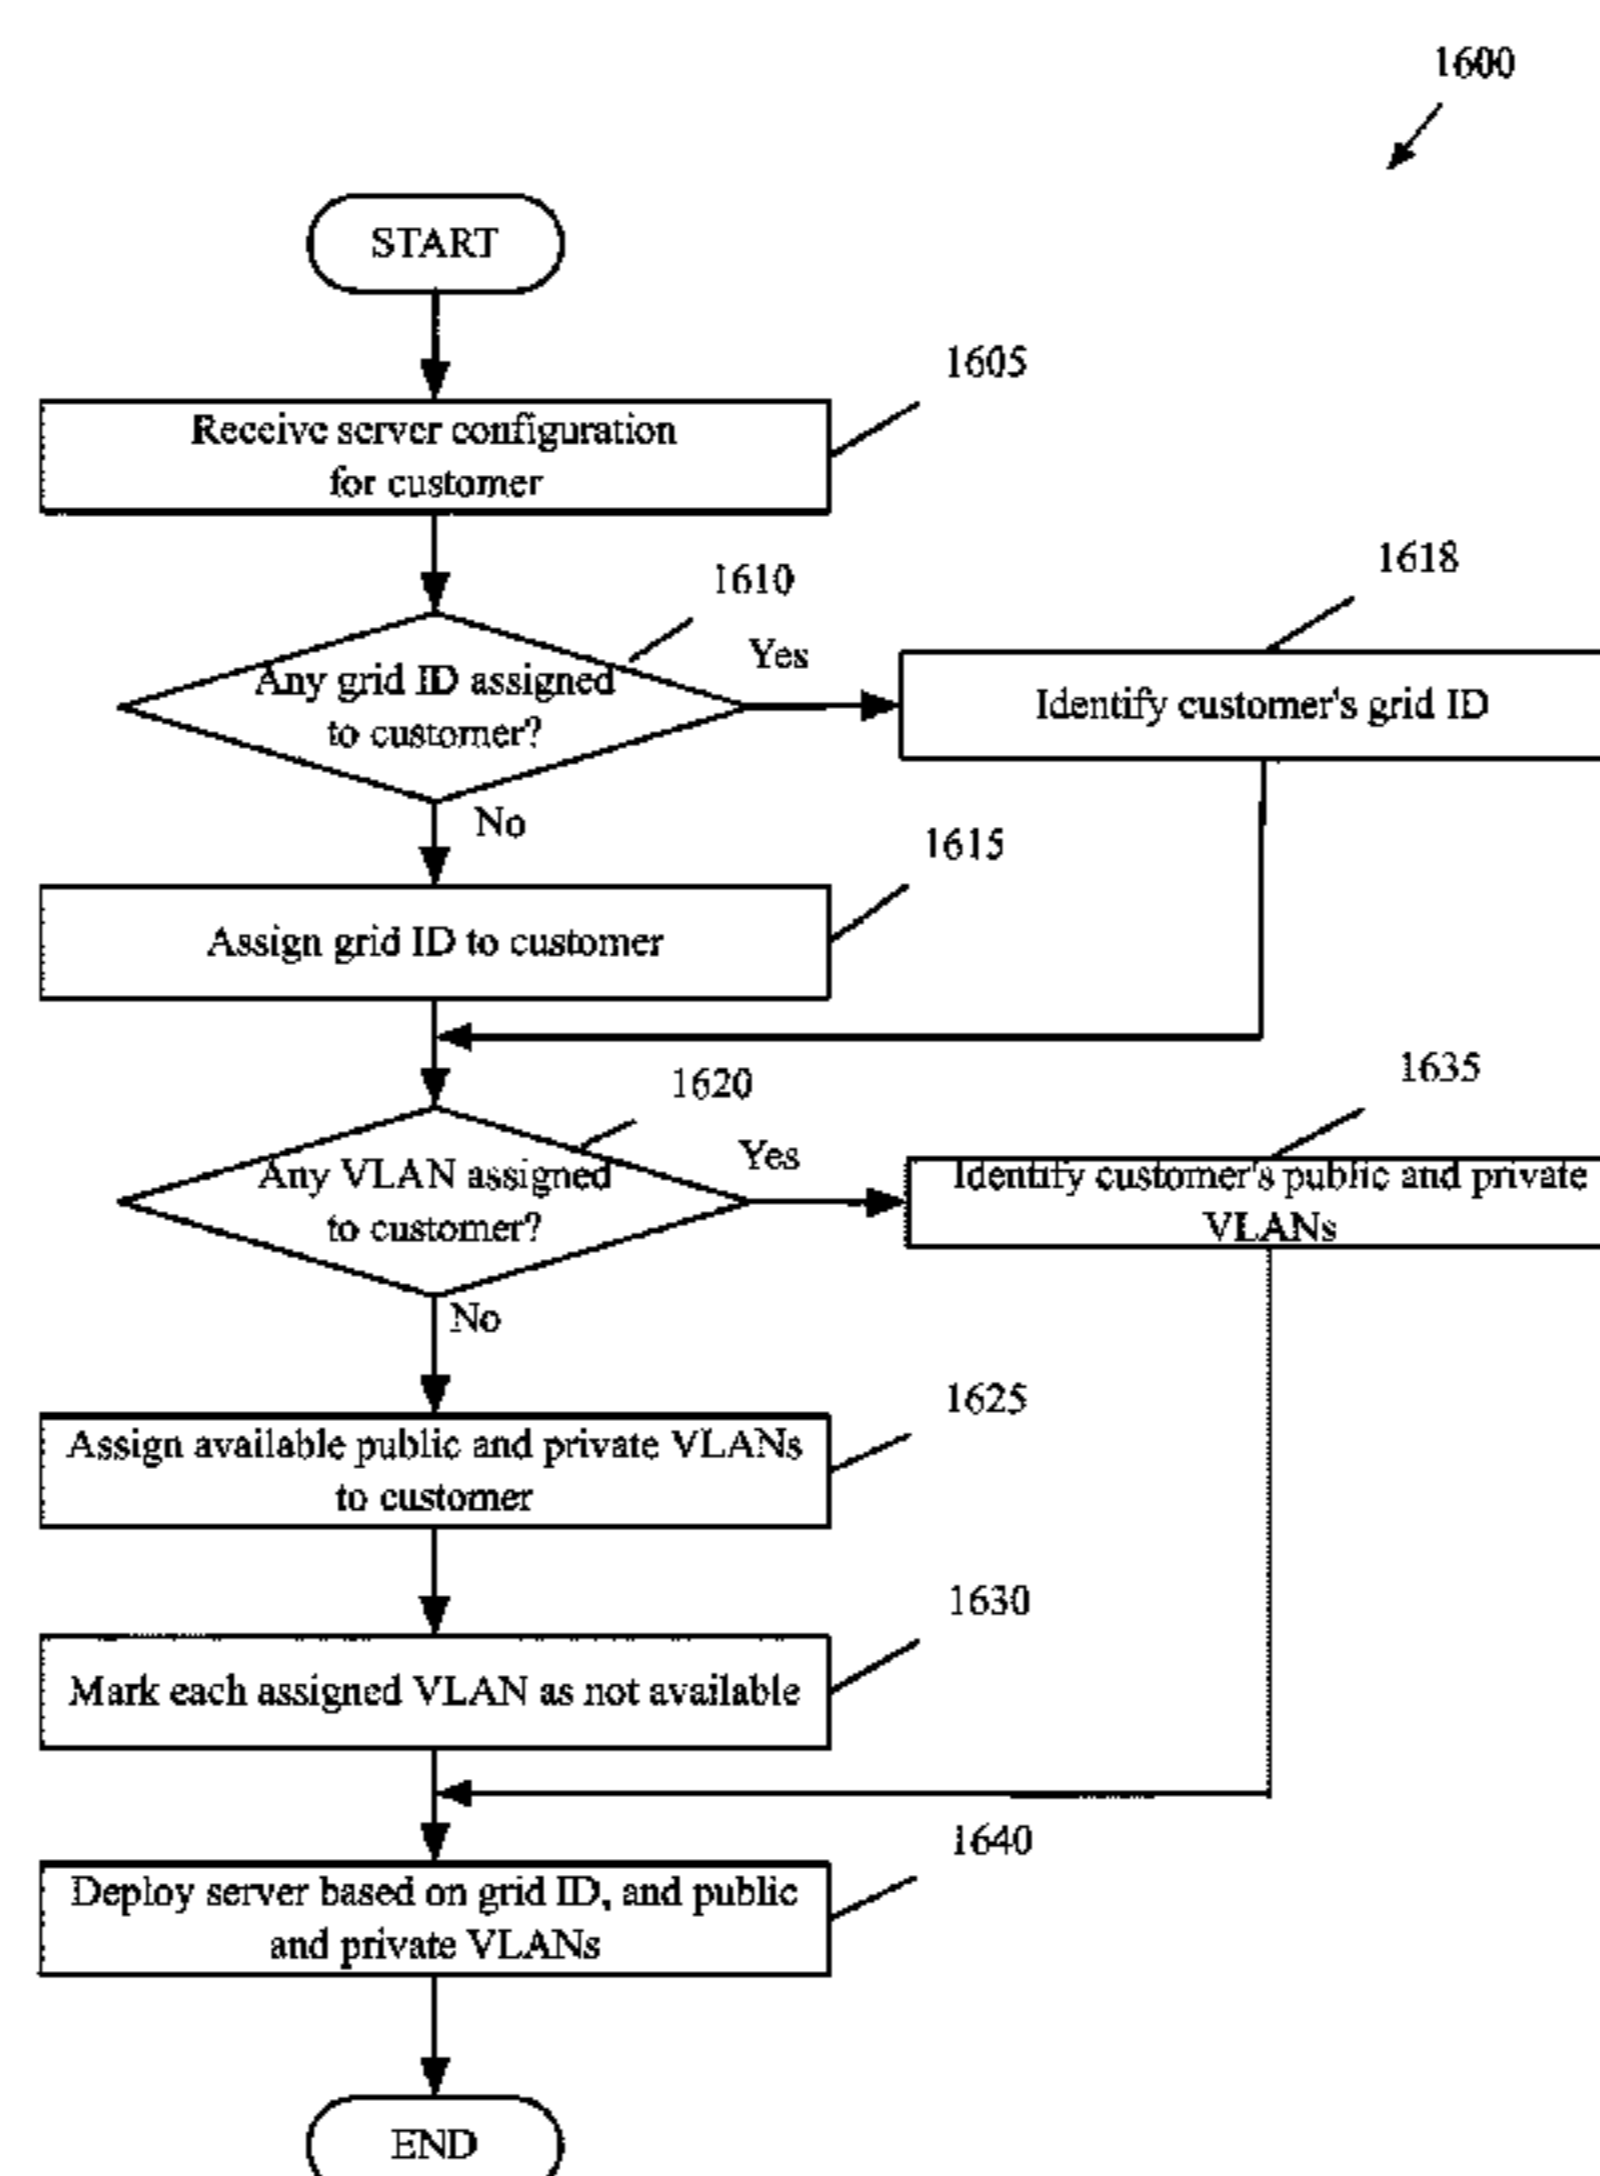 1600
START
1605
Receive server configuration
for customer
1618
1610
Yes
Any grid ID assigned
to customer?
Identify customer's grid ID
No
1615
Assign grid ID to customer
1635
1620
Yes
Any VLAN assigned
to customer?
Identify customer's public and private
VLANs
No
1625
Assign available public and private VLANs
to customer
1630
Mark each assigned VLAN as not available
1640
Deploy server based on grid ID, and public
and private VLANs
END